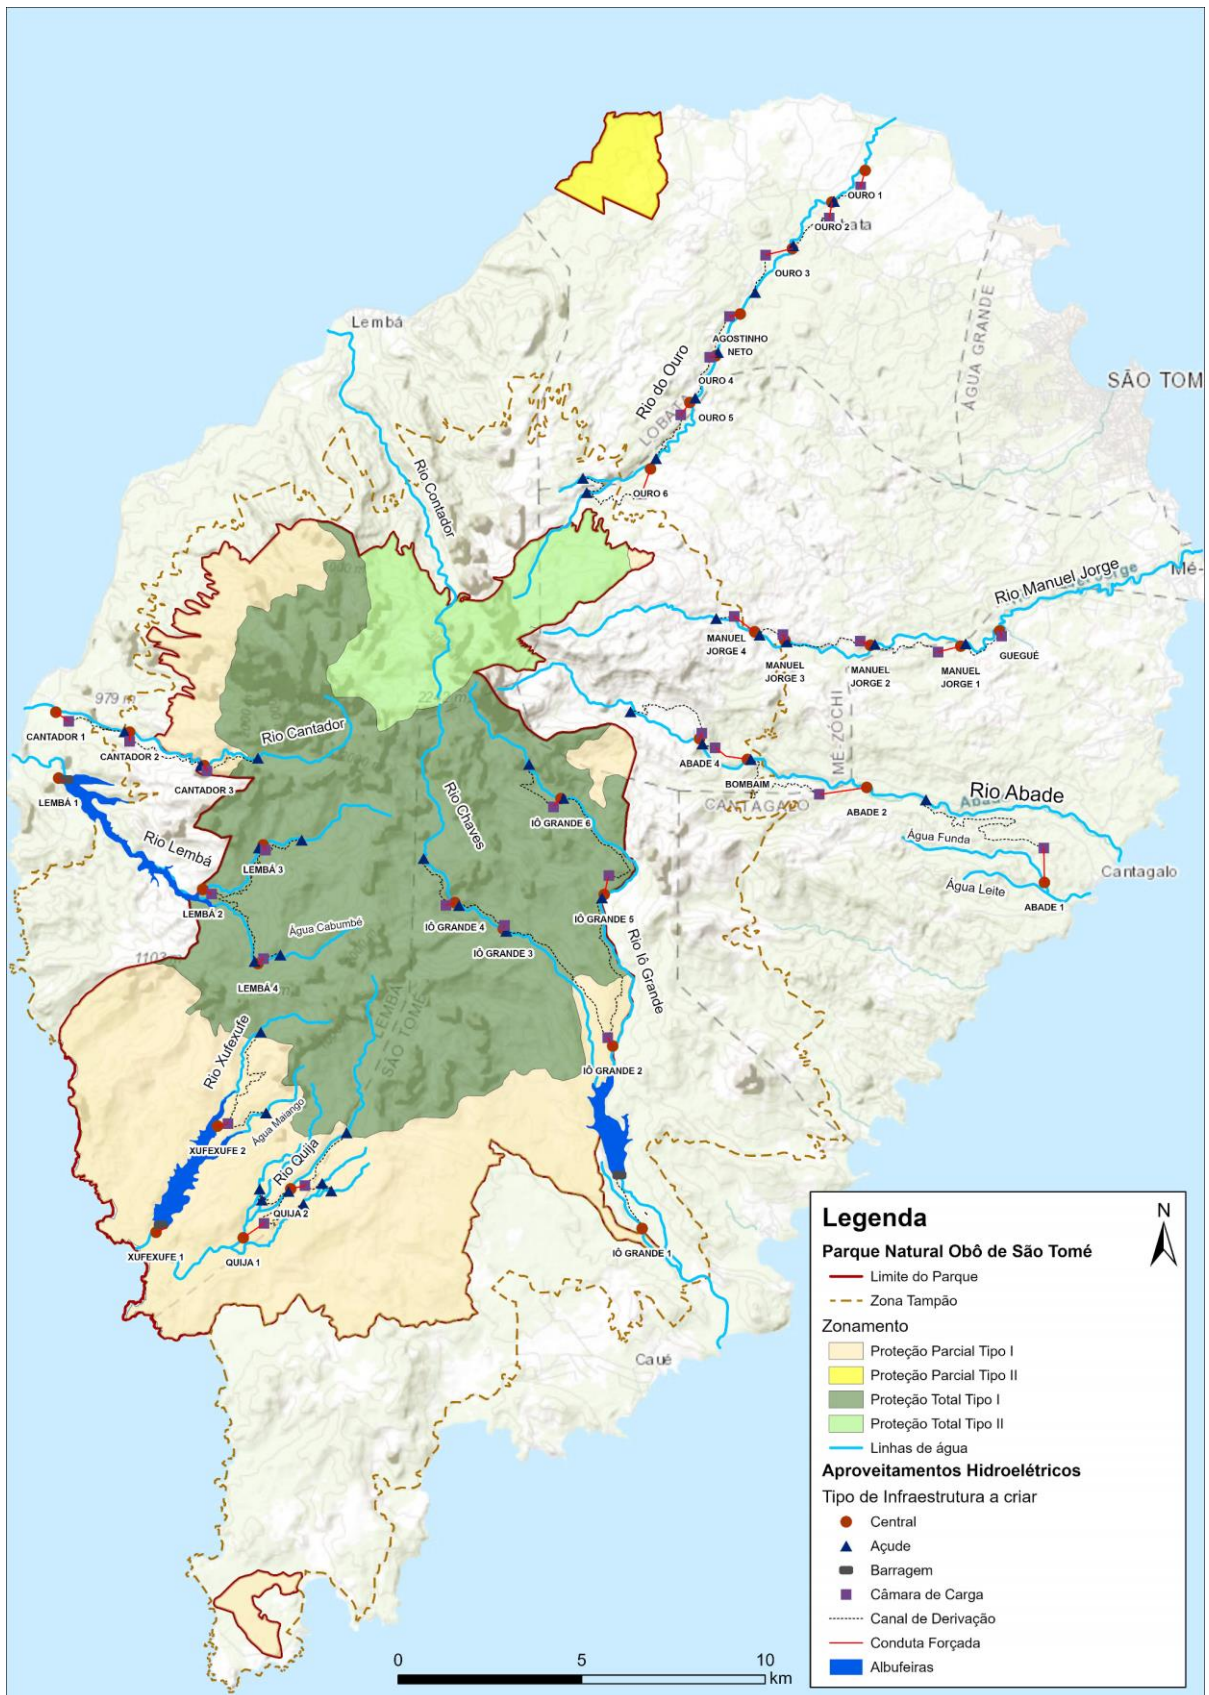 OURO 1
OURO 2
OURO 3
Lembá
AGOSTINHO
NETO
ÁGUA GRANDE
SÃO TOM
Rio do Ouro
OURO 4
OURO 5
Rio Contador
OURO 6
Rio Manuel Jorge
Mé-
MANUEL
JORGE 4
MANUEL
JORGE 3
MANUEL
JORGE 2
MANUEL
JORGE 1
GUEGUÉ
979 m
CANTADOR 1
CANTADOR 2
Rio Cantador
CANTADOR 3
MÉ-ZÓCHI
ABADE 4
BOMBAIM
CANTAGALO
ABADE 2
Rio Abade
LEMBÁ 1
Rio Chaves
IÔ GRANDE 6
Água Funda
Cantagalo
Rio Lembá
LEMBÁ 3
Água Leite
ABADE 1
LEMBÁ 2
IÔ GRANDE 4
IÔ GRANDE 5
Água Cabumbé
IÔ GRANDE 3
1103 m
LEMBÁ 4
Rio Iô Grande
LEMBÁ
SÃO TOMÉ
Rio Xufexufe
IÔ GRANDE 2
Água Maiango
XUFEXUFE 2
Rio Quija
QUIJA 2
XUFEXUFE 1
QUIJA 1
IÔ GRANDE 1
Caué
Legenda
N
Parque Natural Obô de São Tomé
Limite do Parque
Zona Tampão
Zonamento
Proteção Parcial Tipo I
Proteção Parcial Tipo II
Proteção Total Tipo I
Proteção Total Tipo II
Linhas de água
Aproveitamentos Hidroelétricos
Tipo de Infraestrutura a criar
Central
Açude
Barragem
Câmara de Carga
Canal de Derivação
Conduta Forçada
Albufeiras
0 5 10
km